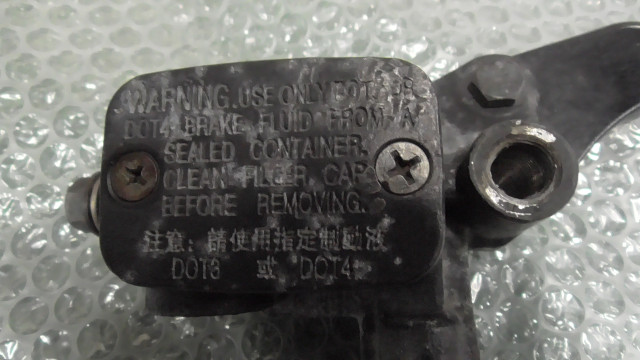 WARNING. USE ONLY DOT3 OR
DOT4 BRAKE FLUID FROM A
SEALED CONTAINER.
CLEAN FILLER CAP
BEFORE REMOVING.
注意: 請使用指定制動液
DOT3 或 DOT4